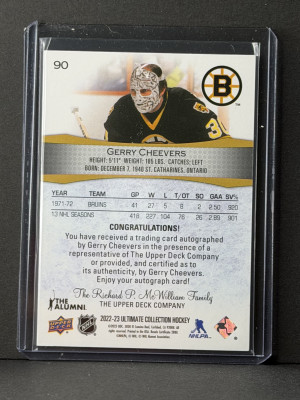 90
B
3
GERRY CHEEVERS
HEIGHT: 5'11" • WEIGHT: 185 LBS. CATCHES: LEFT
BORN: DECEMBER 7, 1940 ST. CATHARINES, ONTARIO
YEAR TEAM GP W L T/OT SO GAA SV%
1971-72 BRUINS 41 27 5 8 2 2.50 .920
13 NHL SEASONS 418 227 104 76 26 2.89 .901
CONGRATULATIONS!
You have received a trading card autographed
by Gerry Cheevers in the presence of a
representative of The Upper Deck Company
or provided, and certified as to
its authenticity, by Gerry Cheevers.
Enjoy your autograph card!
The Richard P. McWilliam Family
THE UPPER DECK COMPANY
THE ALUMNI
UPPER DECK
2022-23 ULTIMATE COLLECTION HOCKEY
NHLPA